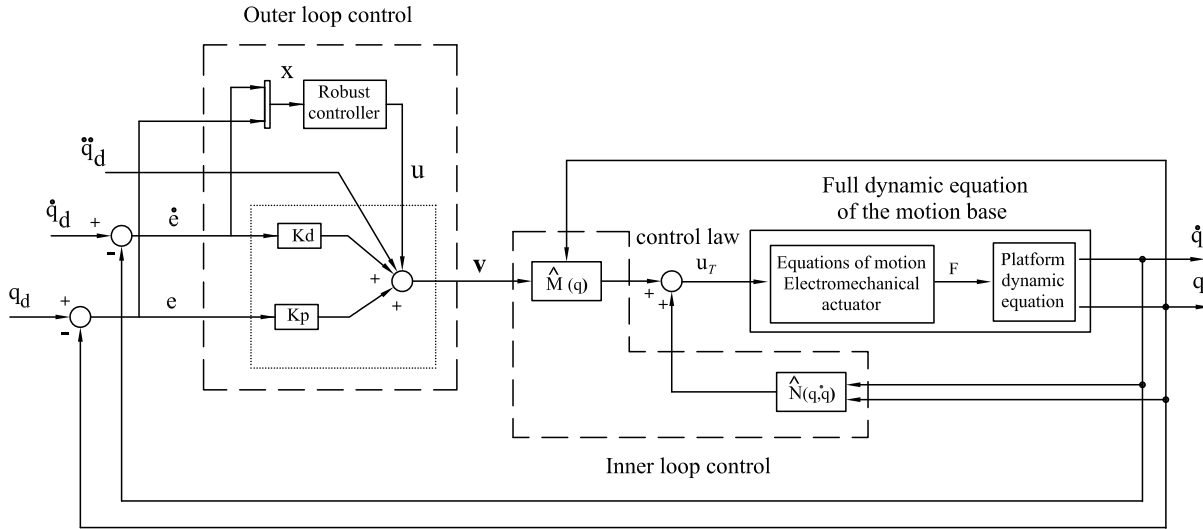 Outer loop control
x
Robust
controller
q̈d
u
Full dynamic equation
of the motion base
q̇d
+
-
ė
Kd
+
v
M̂ (q)
control law
uT
+
+
Equations of motion
Electromechanical
actuator
F
Platform
dynamic
equation
q̇
q
qd
+
-
e
Kp
+
N̂(q,q̇)
Inner loop control